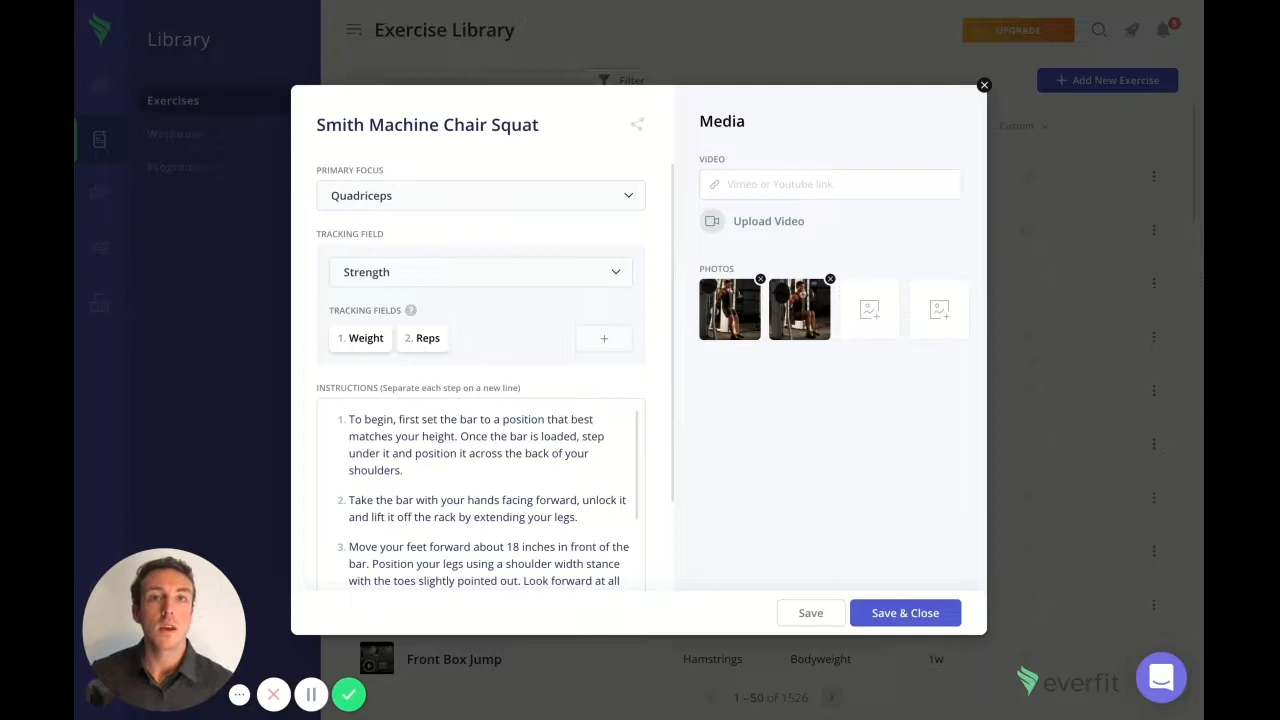 Library
Exercise Library
UPGRADE
5
Exercises
Workouts
Programs
Filter
Add New Exercise
Custom
Smith Machine Chair Squat
PRIMARY FOCUS
Quadriceps
TRACKING FIELD
Strength
TRACKING FIELDS ?
1. Weight 2. Reps +
INSTRUCTIONS (Separate each step on a new line)
1. To begin, first set the bar to a position that best
matches your height. Once the bar is loaded, step
under it and position it across the back of your
shoulders.
2. Take the bar with your hands facing forward, unlock it
and lift it off the rack by extending your legs.
3. Move your feet forward about 18 inches in front of the
bar. Position your legs using a shoulder width stance
with the toes slightly pointed out. Look forward at all
Media
VIDEO
Vimeo or Youtube link
Upload Video
PHOTOS
Save
Save & Close
Front Box Jump Hamstrings Bodyweight 1w
1 - 50 of 1526
everfit